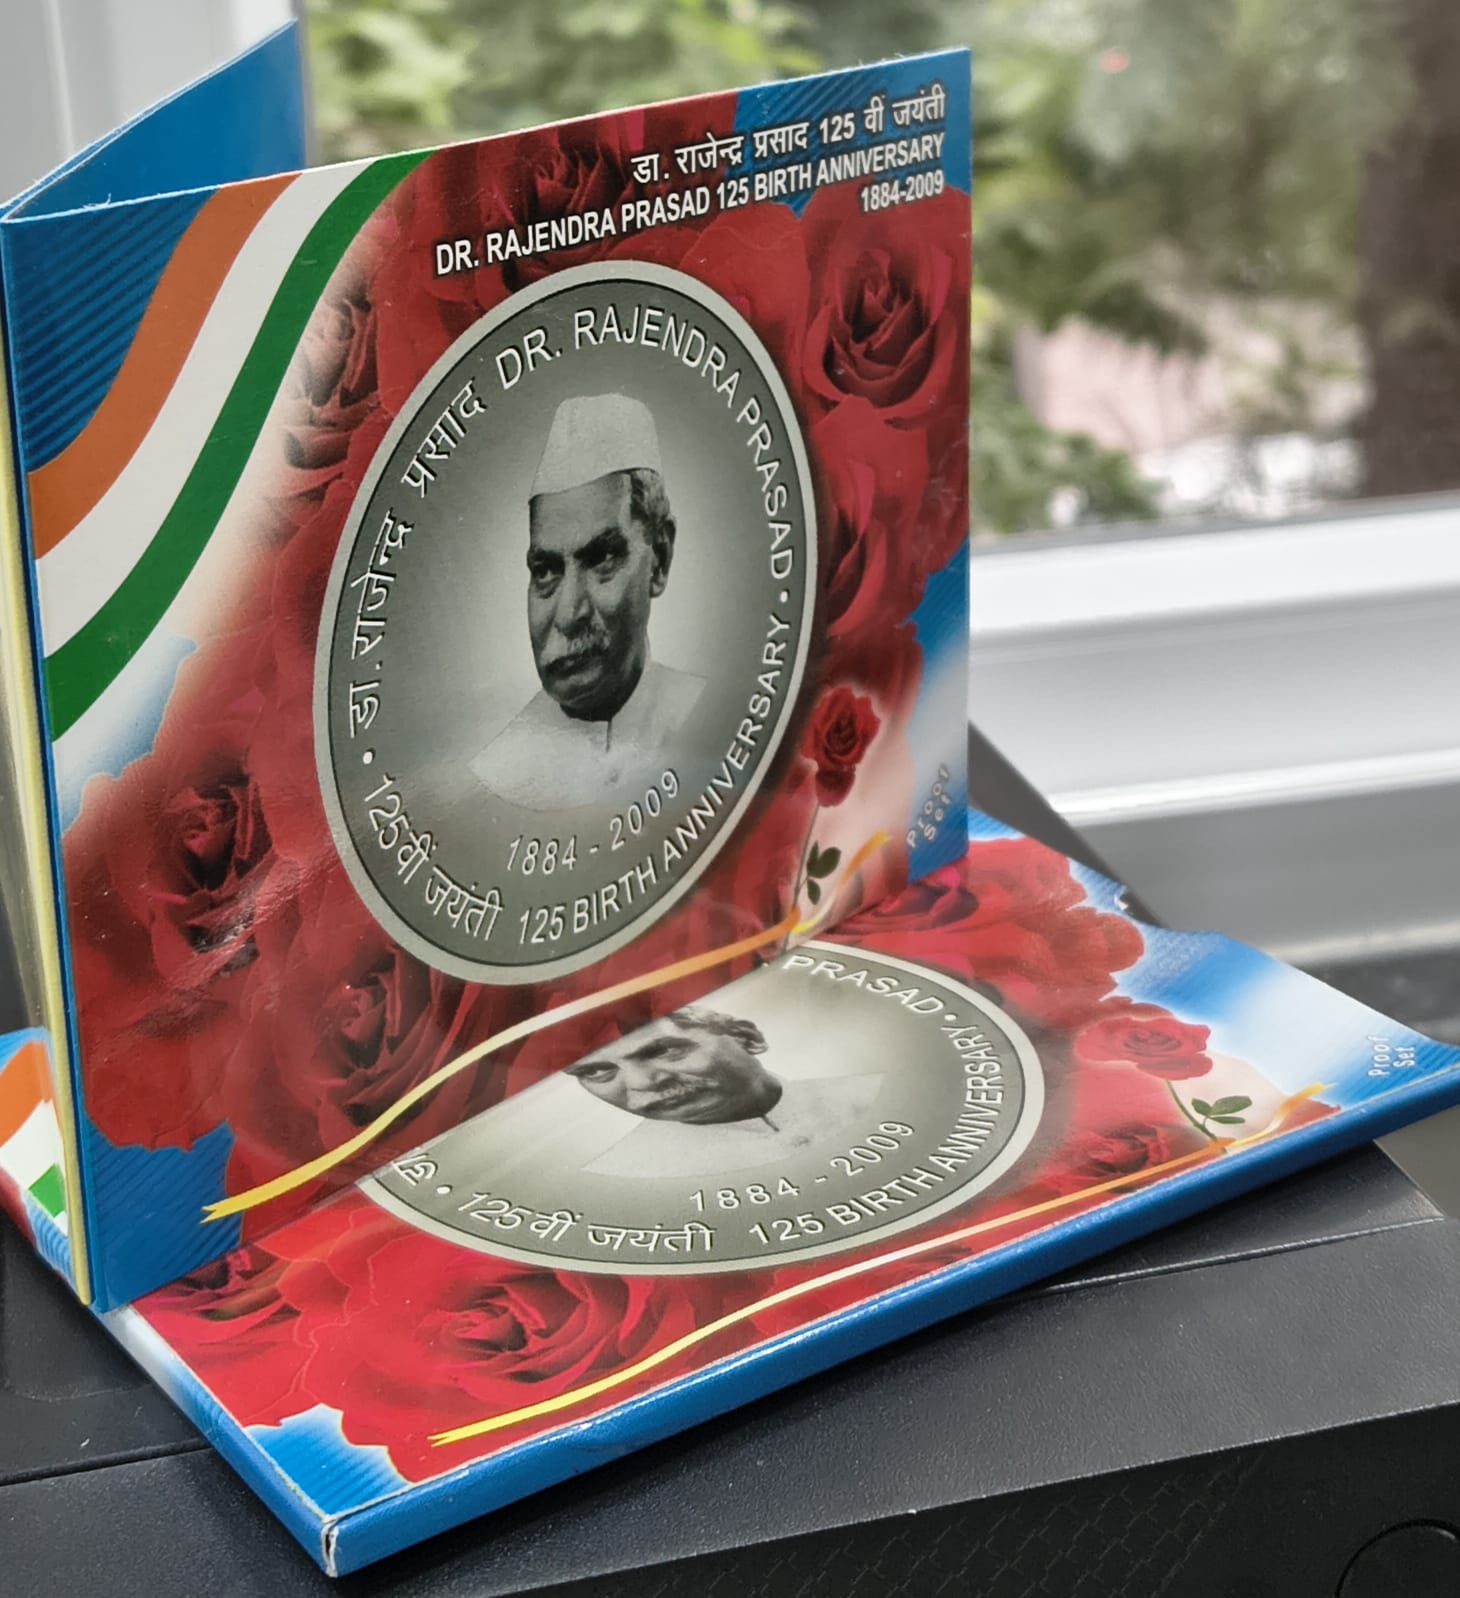 डा. राजेन्द्र प्रसाद 125 वीं जयंती
DR. RAJENDRA PRASAD 125 BIRTH ANNIVERSARY
1884-2009
डा. राजेन्द्र प्रसाद DR. RAJENDRA PRASAD
1884 - 2009
125वीं जयंती 125 BIRTH ANNIVERSARY
Proof
Set
PRASAD
1884 - 2009
125वीं जयंती 125 BIRTH ANNIVERSARY
Proof
Set